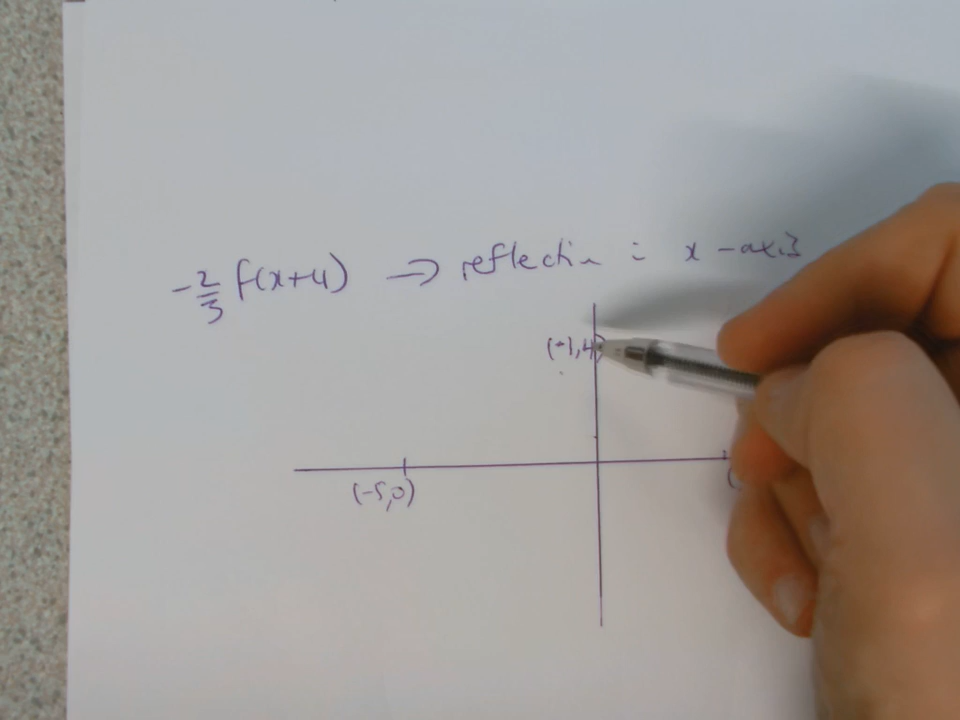 -2/3 f(x+4) → reflection : x-axis
(-1,4)
(-5,0)